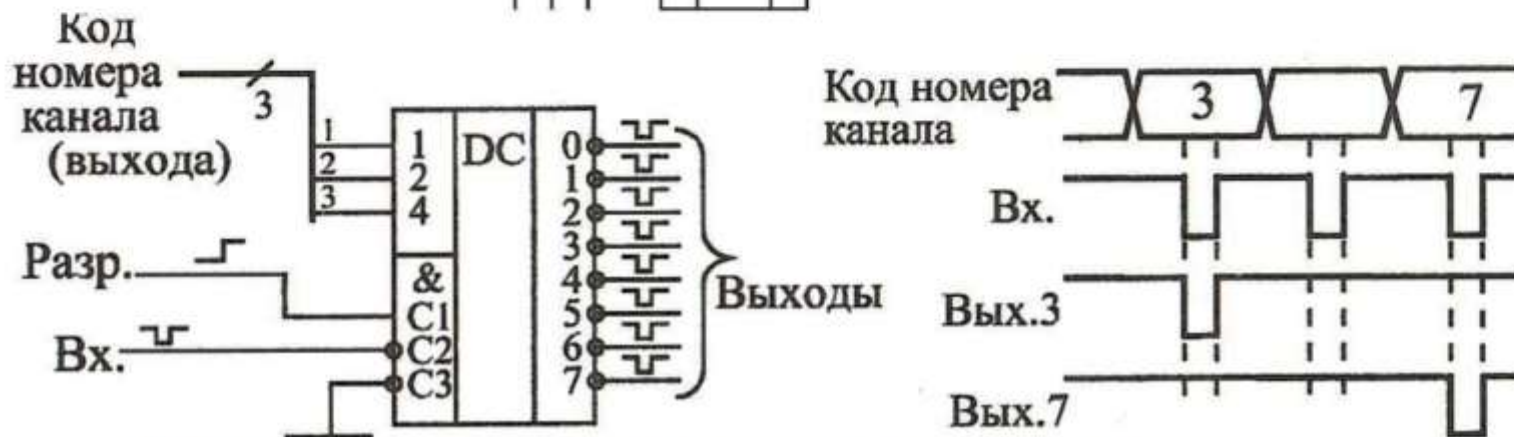 Код
номера
канала
(выхода)
3
1
2
3
1
2
4
DC
&
C1
C2
C3
0
1
2
3
4
5
6
7
Разр.
Вх.
Выходы
Код номера
канала
3
7
Вх.
Вых.3
Вых.7